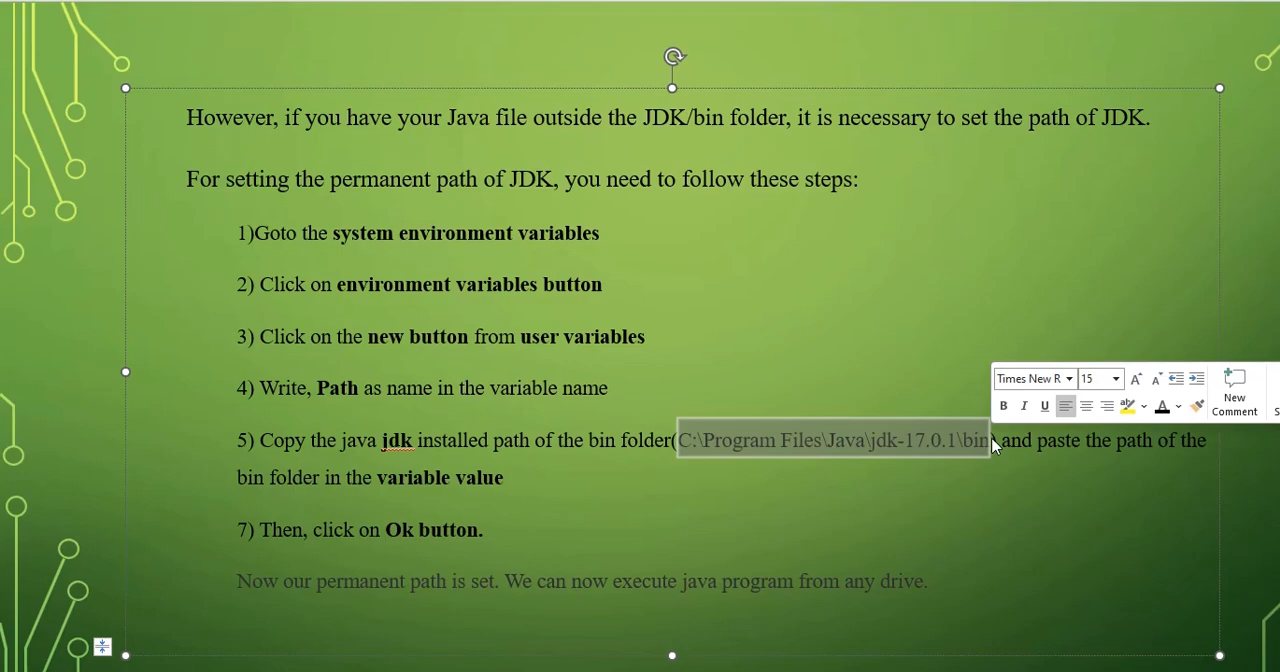 However, if you have your Java file outside the JDK/bin folder, it is necessary to set the path of JDK.
For setting the permanent path of JDK, you need to follow these steps:
1)Goto the system environment variables
2) Click on environment variables button
3) Click on the new button from user variables
4) Write, Path as name in the variable name
Times New R 15
New
Comment
B I U
5) Copy the java jdk installed path of the bin folder(C:\Program Files\Java\jdk-17.0.1\bin) and paste the path of the
bin folder in the variable value
7) Then, click on Ok button.
Now our permanent path is set. We can now execute java program from any drive.